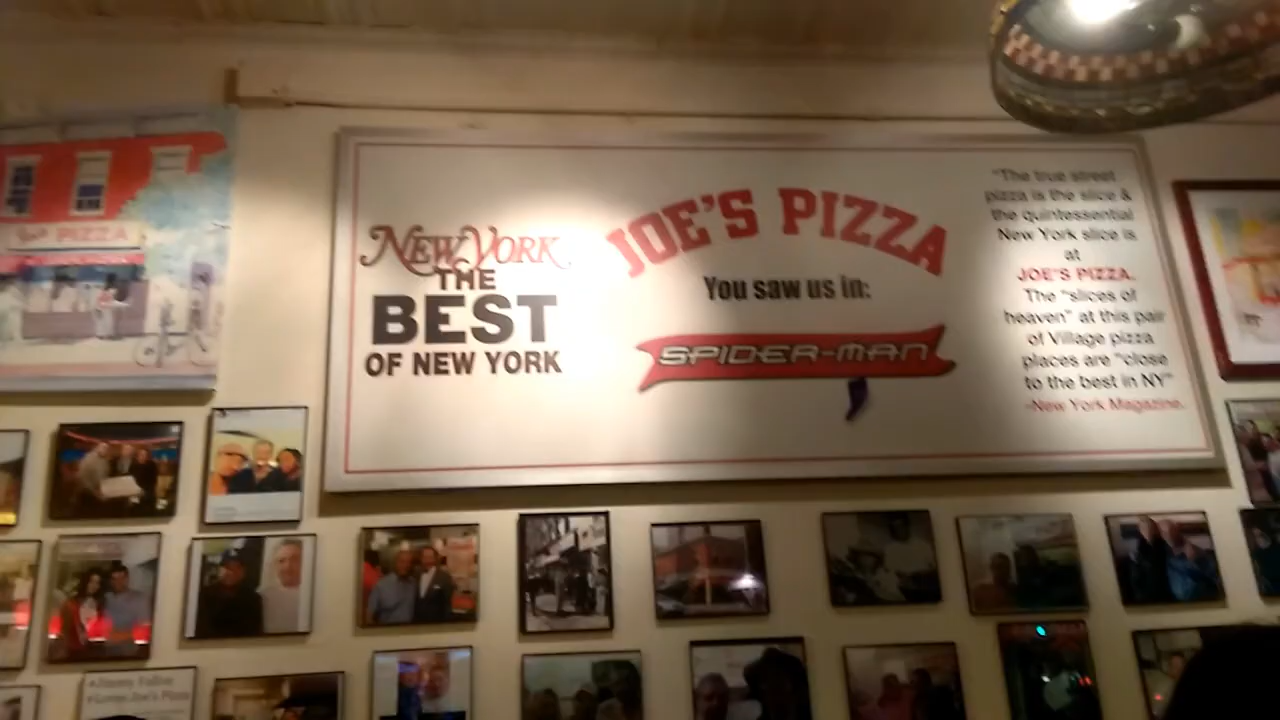 PIZZA
NEW YORK
THE
BEST
OF NEW YORK
JOE'S PIZZA
You saw us in:
SPIDER-MAN
"The true street
pizza is the slice &
the quintessential
New York slice is
at
JOE'S PIZZA.
The "slices of
heaven" at this pair
of Village pizza
places are "close
to the best in NY"
-New York Magazine.
Joe's Pizza